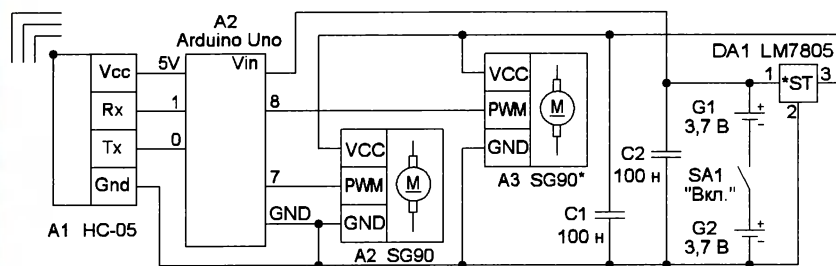 A2
Arduino Uno
DA1 LM7805
Vcc
5V
Vin
VCC
1
*ST
3
Rx
1
8
PWM
M
2
G1
3,7 В
Tx
0
VCC
GND
C2
100 н
Gnd
7
PWM
M
A3 SG90*
SA1
"Вкл."
GND
GND
C1
100 н
G2
3,7 В
A1 HC-05
A2 SG90
+
−
+
−